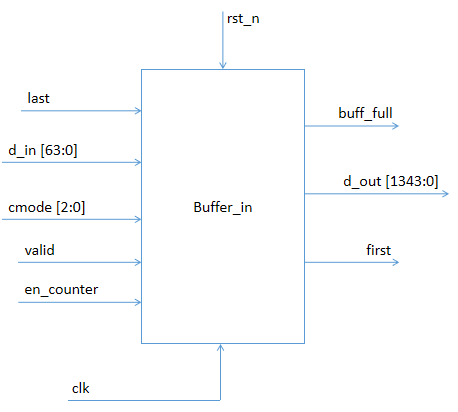 rst_n
last
buff_full
d_in [63:0]
d_out [1343:0]
cmode [2:0]
Buffer_in
valid
first
en_counter
clk